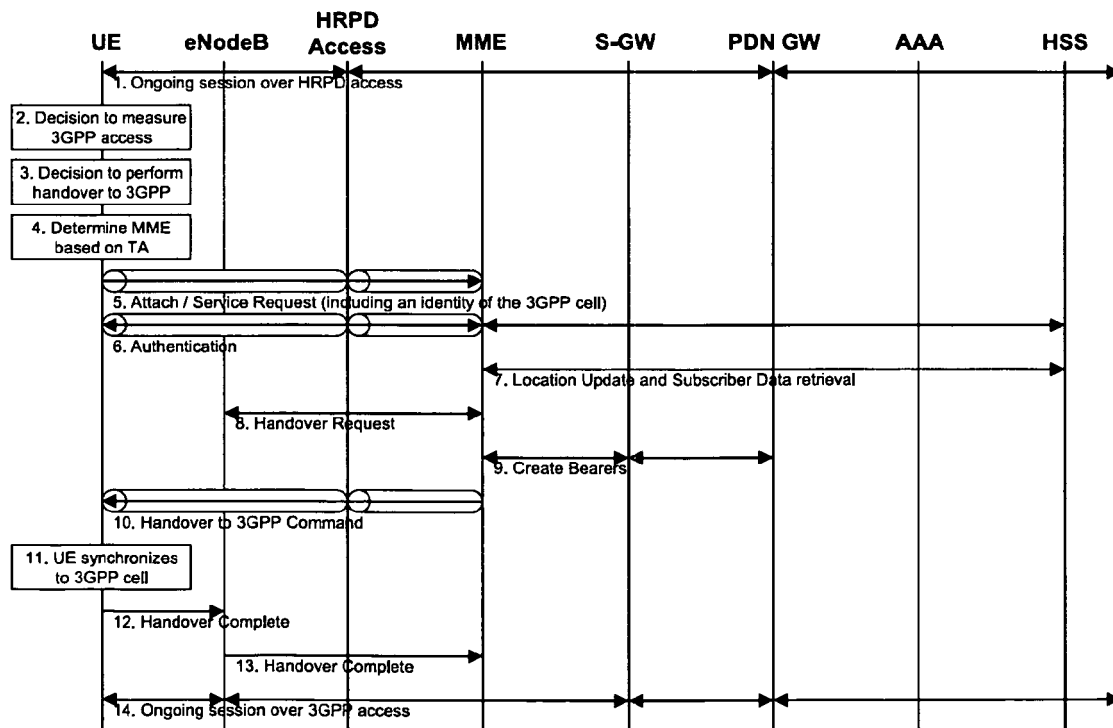 HRPD
UE eNodeB Access MME S-GW PDN GW AAA HSS
1. Ongoing session over HRPD access
2. Decision to measure
3GPP access
3. Decision to perform
handover to 3GPP
4. Determine MME
based on TA
5. Attach / Service Request (including an identity of the 3GPP cell)
6. Authentication
7. Location Update and Subscriber Data retrieval
8. Handover Request
9. Create Bearers
10. Handover to 3GPP Command
11. UE synchronizes
to 3GPP cell
12. Handover Complete
13. Handover Complete
14. Ongoing session over 3GPP access